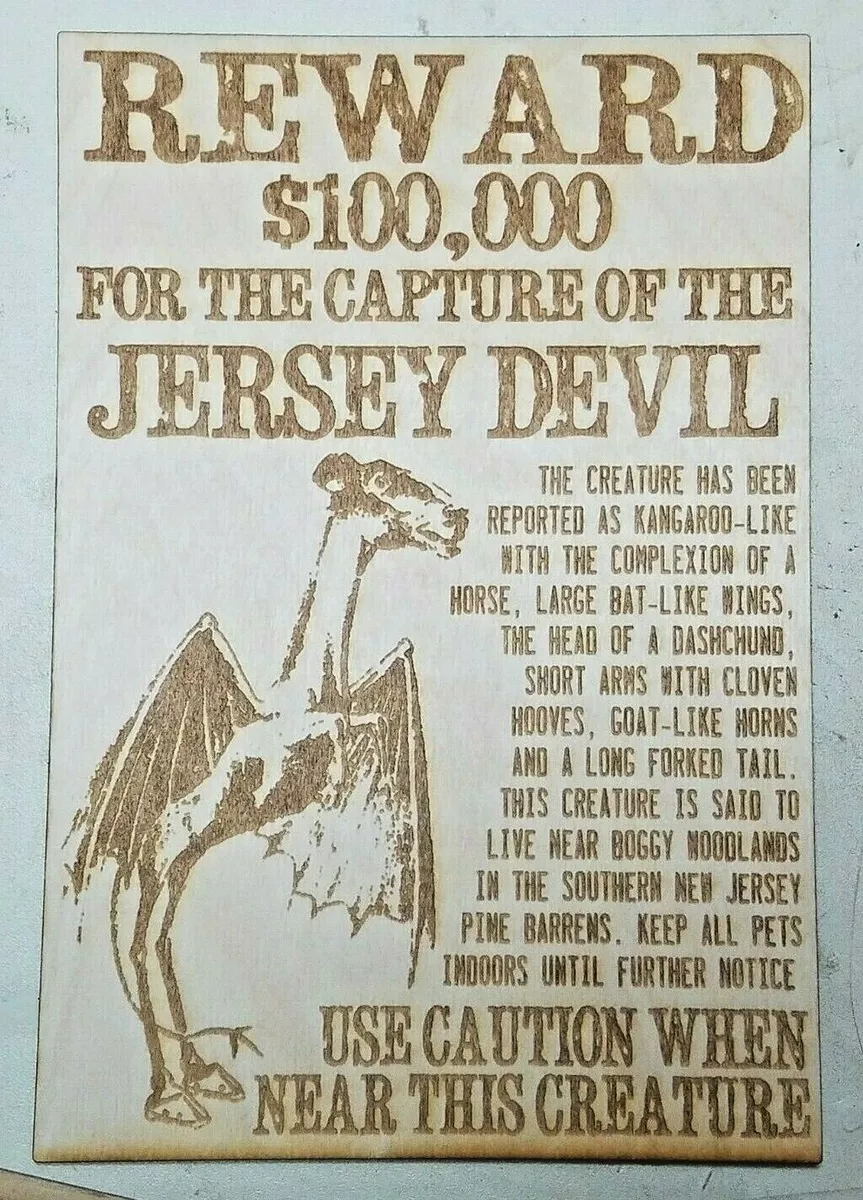 REWARD
$100,000
FOR THE CAPTURE OF THE
JERSEY DEVIL
THE CREATURE HAS BEEN
REPORTED AS KANGAROO-LIKE
WITH THE COMPLEXION OF A
HORSE, LARGE BAT-LIKE WINGS,
THE HEAD OF A DASHCHUND,
SHORT ARMS WITH CLOVEN
HOOVES, GOAT-LIKE HORNS
AND A LONG FORKED TAIL.
THIS CREATURE IS SAID TO
LIVE NEAR BOGGY WOODLANDS
IN THE SOUTHERN NEW JERSEY
PINE BARRENS. KEEP ALL PETS
INDOORS UNTIL FURTHER NOTICE
USE CAUTION WHEN
NEAR THIS CREATURE